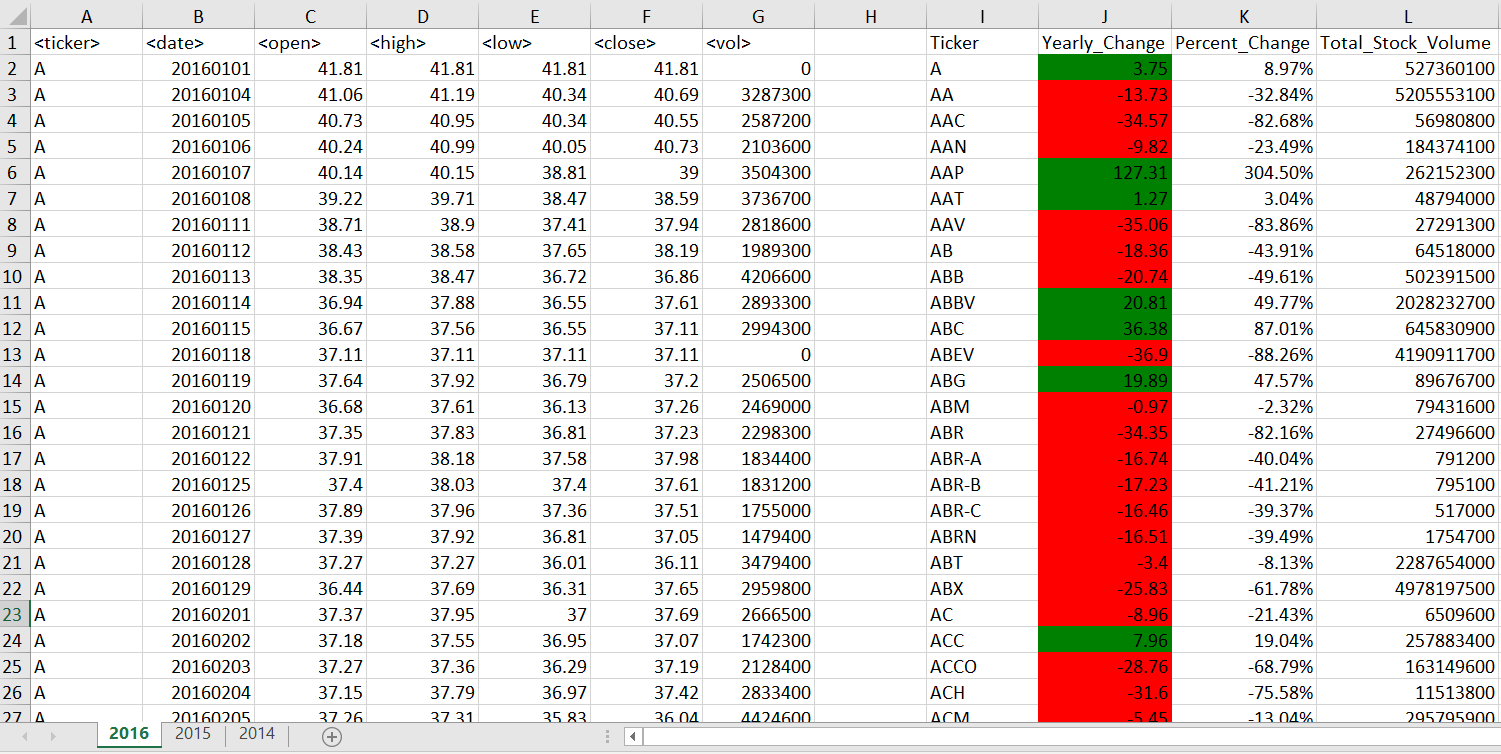 A B C D E F G H I J K L
1 <ticker> <date> <open> <high> <low> <close> <vol> Ticker Yearly_Change Percent_Change Total_Stock_Volume
2 A 20160101 41.81 41.81 41.81 41.81 0 A 3.75 8.97% 527360100
3 A 20160104 41.06 41.19 40.34 40.69 3287300 AA -13.73 -32.84% 5205553100
4 A 20160105 40.73 40.95 40.34 40.55 2587200 AAC -34.57 -82.68% 56980800
5 A 20160106 40.24 40.99 40.05 40.73 2103600 AAN -9.82 -23.49% 184374100
6 A 20160107 40.14 40.15 38.81 39 3504300 AAP 127.31 304.50% 262152300
7 A 20160108 39.22 39.71 38.47 38.59 3736700 AAT 1.27 3.04% 48794000
8 A 20160111 38.71 38.9 37.41 37.94 2818600 AAV -35.06 -83.86% 27291300
9 A 20160112 38.43 38.58 37.65 38.19 1989300 AB -18.36 -43.91% 64518000
10 A 20160113 38.35 38.47 36.72 36.86 4206600 ABB -20.74 -49.61% 502391500
11 A 20160114 36.94 37.88 36.55 37.61 2893300 ABBV 20.81 49.77% 2028232700
12 A 20160115 36.67 37.56 36.55 37.11 2994300 ABC 36.38 87.01% 645830900
13 A 20160118 37.11 37.11 37.11 37.11 0 ABEV -36.9 -88.26% 4190911700
14 A 20160119 37.64 37.92 36.79 37.2 2506500 ABG 19.89 47.57% 89676700
15 A 20160120 36.68 37.61 36.13 37.26 2469000 ABM -0.97 -2.32% 79431600
16 A 20160121 37.35 37.83 36.81 37.23 2298300 ABR -34.35 -82.16% 27496600
17 A 20160122 37.91 38.18 37.58 37.98 1834400 ABR-A -16.74 -40.04% 791200
18 A 20160125 37.4 38.03 37.4 37.61 1831200 ABR-B -17.23 -41.21% 795100
19 A 20160126 37.89 37.96 37.36 37.51 1755000 ABR-C -16.46 -39.37% 517000
20 A 20160127 37.39 37.92 36.81 37.05 1479400 ABRN -16.51 -39.49% 1754700
21 A 20160128 37.27 37.27 36.01 36.11 3479400 ABT -3.4 -8.13% 2287654000
22 A 20160129 36.44 37.69 36.31 37.65 2959800 ABX -25.83 -61.78% 4978197500
23 A 20160201 37.37 37.95 37 37.69 2666500 AC -8.96 -21.43% 6509600
24 A 20160202 37.18 37.55 36.95 37.07 1742300 ACC 7.96 19.04% 257883400
25 A 20160203 37.27 37.36 36.29 37.19 2128400 ACCO -28.76 -68.79% 163149600
26 A 20160204 37.15 37.79 36.97 37.42 2833400 ACH -31.6 -75.58% 11513800
27 A 20160205 37.26 37.31 35.83 36.04 4424600 ACM -5.45 -13.04% 295795900
2016 2015 2014